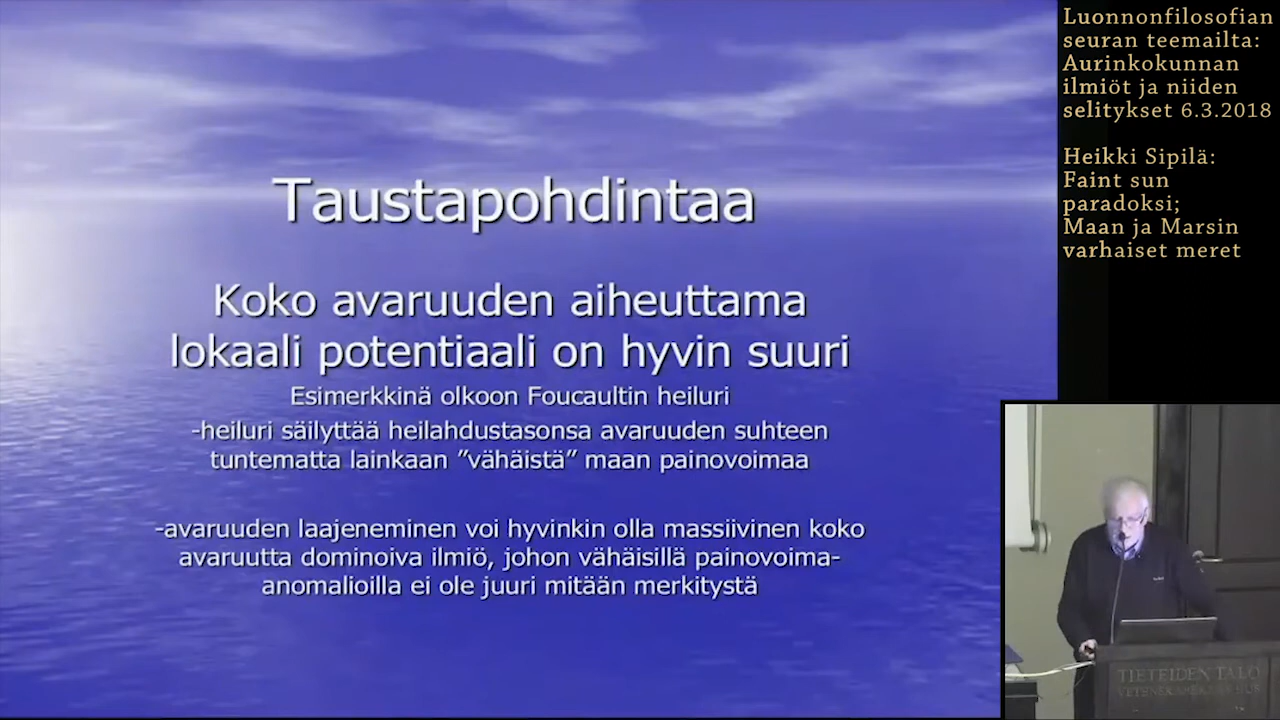 Taustapohdintaa
Koko avaruuden aiheuttama
lokaali potentiaali on hyvin suuri
Esimerkkinä olkoon Foucaultin heiluri
-heiluri säilyttää heilahdustasonsa avaruuden suhteen
tuntematta lainkaan ”vähäistä” maan painovoimaa
-avaruuden laajeneminen voi hyvinkin olla massiivinen koko
avaruutta dominoiva ilmiö, johon vähäisillä painovoima-
anomalioilla ei ole juuri mitään merkitystä
Luonnonfilosofian
seuran teemailta:
Aurinkokunnan
ilmiöt ja niiden
selitykset 6.3.2018
Heikki Sipilä:
Faint sun
paradoksi;
Maan ja Marsin
varhaiset meret
TIETEIDEN TALO